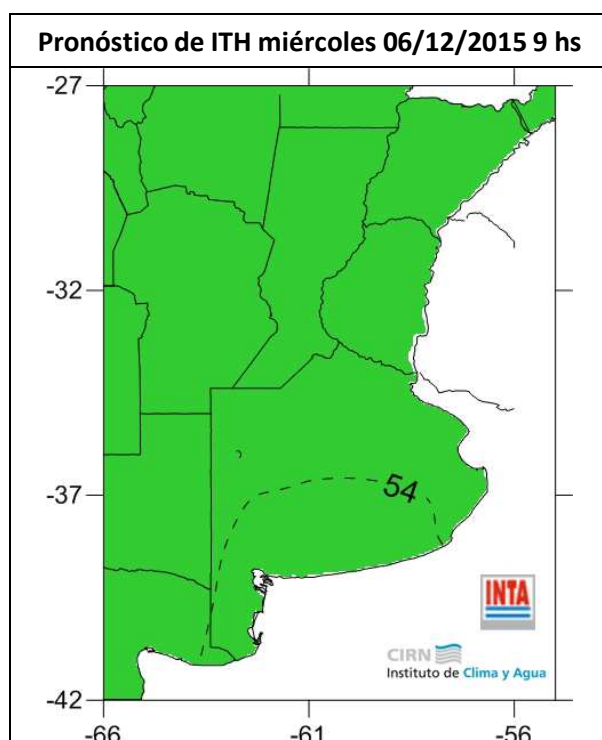 Pronóstico de ITH miércoles 06/12/2015 9 hs
-27
-32
54
-37
INTA
CIRN
Instituto de Clima y Agua
-42
-66
-61
-56